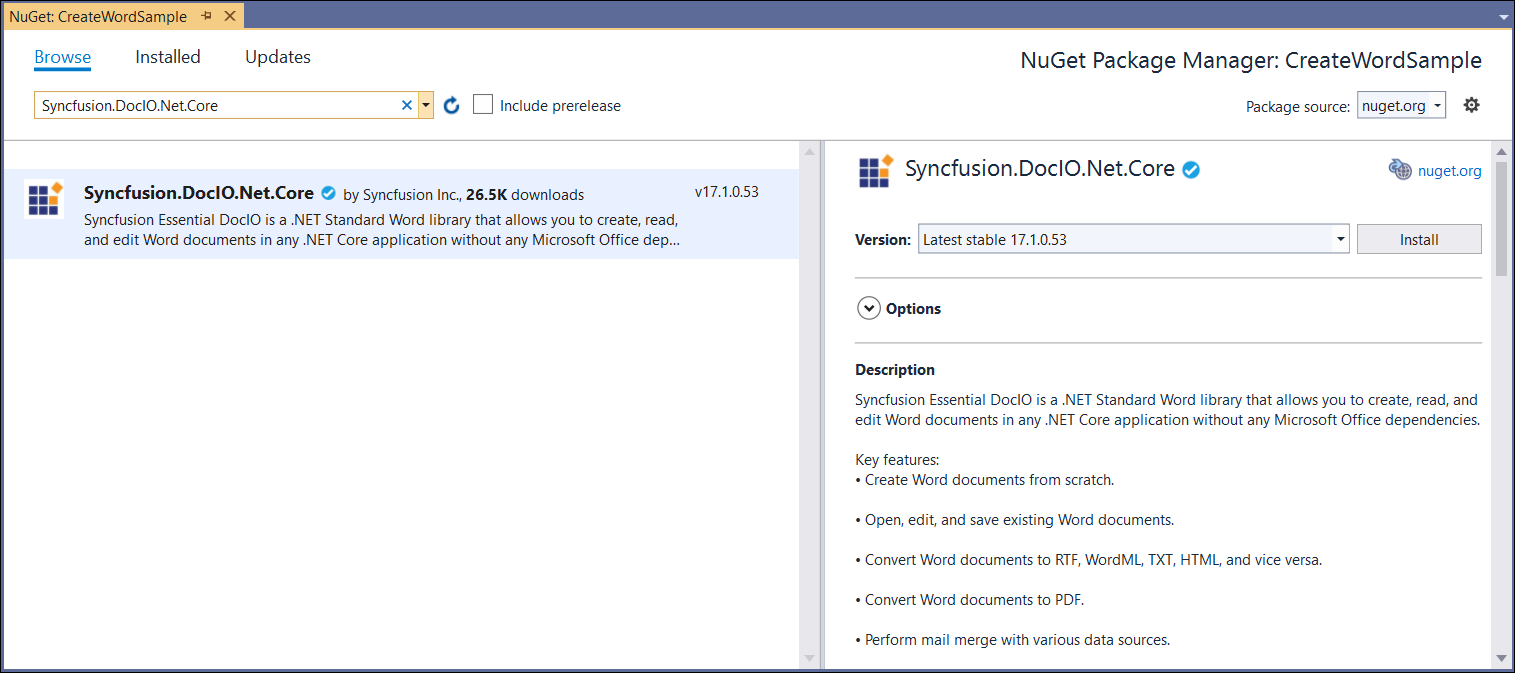 NuGet: CreateWordSample
Browse Installed Updates
NuGet Package Manager: CreateWordSample
Syncfusion.DocIO.Net.Core
Include prerelease
Package source: nuget.org
Syncfusion.DocIO.Net.Core by Syncfusion Inc., 26.5K downloads
v17.1.0.53
Syncfusion Essential DocIO is a .NET Standard Word library that allows you to create, read,
and edit Word documents in any .NET Core application without any Microsoft Office dep...
Syncfusion.DocIO.Net.Core
nuget.org
Version: Latest stable 17.1.0.53 Install
Options
Description
Syncfusion Essential DocIO is a .NET Standard Word library that allows you to create, read, and
edit Word documents in any .NET Core application without any Microsoft Office dependencies.
Key features:
• Create Word documents from scratch.
• Open, edit, and save existing Word documents.
• Convert Word documents to RTF, WordML, TXT, HTML, and vice versa.
• Convert Word documents to PDF.
• Perform mail merge with various data sources.